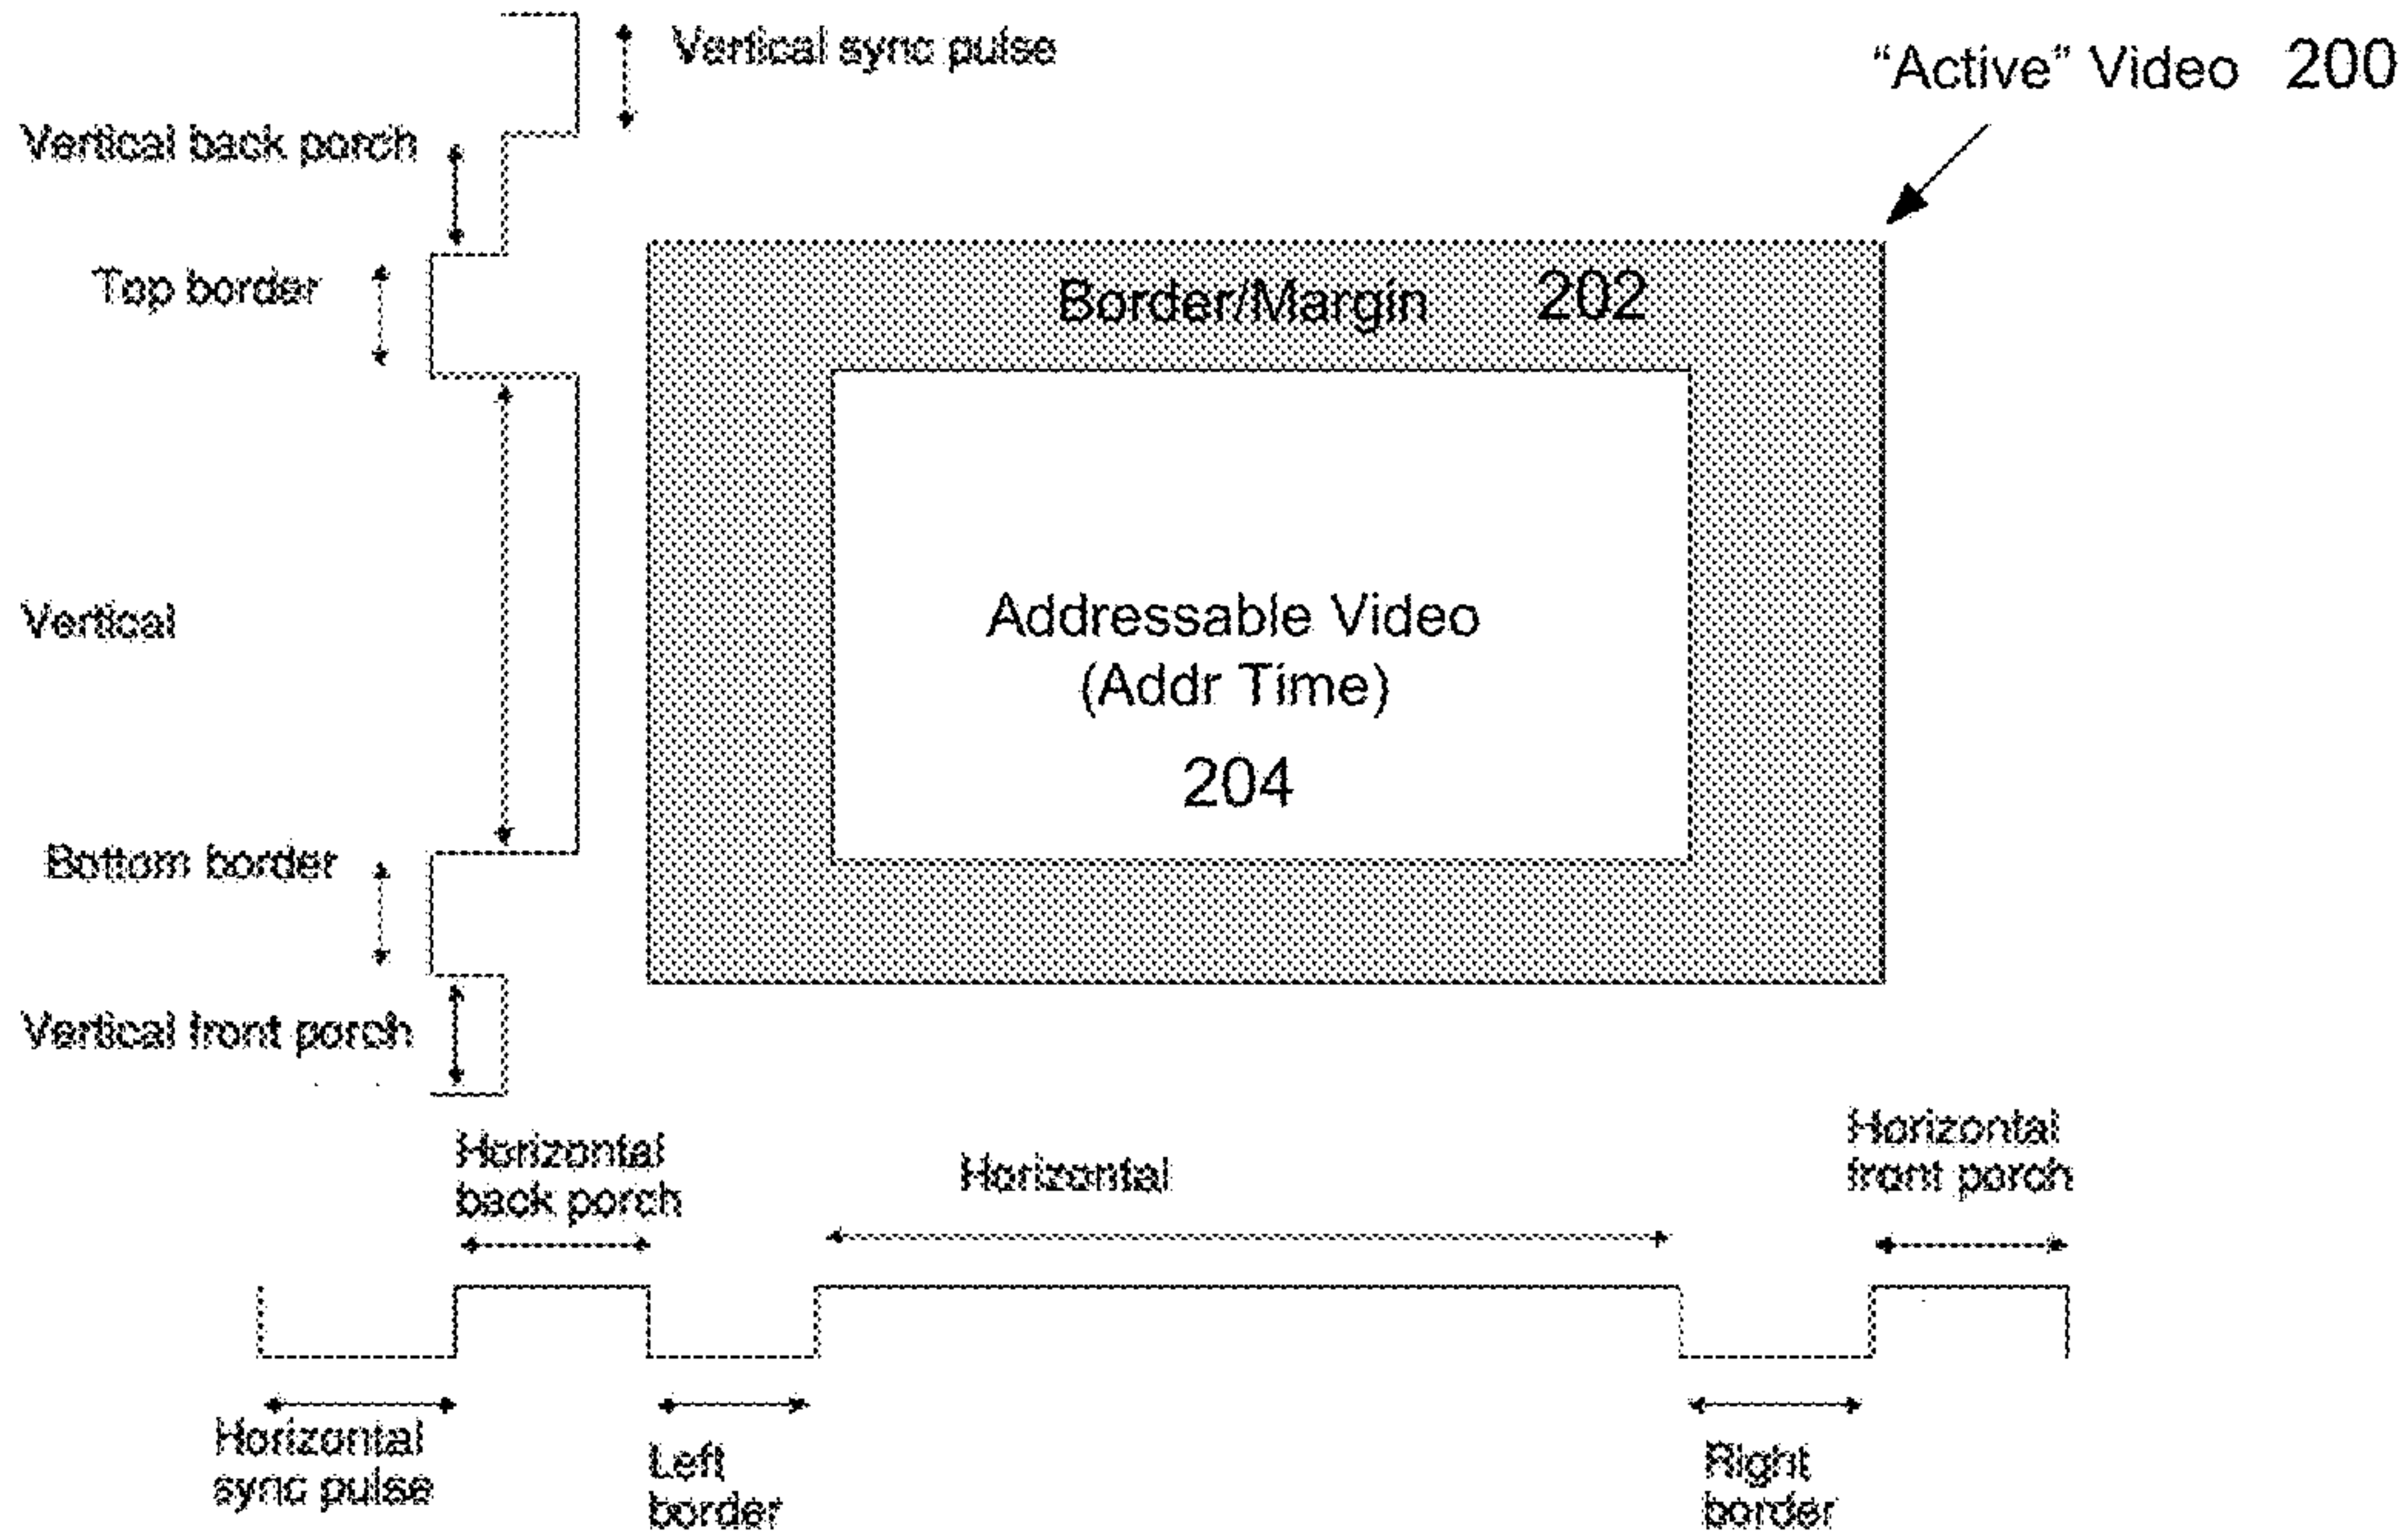 Vertical sync pulse
“Active” Video 200
Vertical back porch
Top border
Border/Margin 202
Vertical
Addressable Video
(Addr Time)
204
Bottom border
Vertical front porch
Horizontal
back porch
Horizontal
Horizontal
front porch
Horizontal
sync pulse
Left
border
Right
border